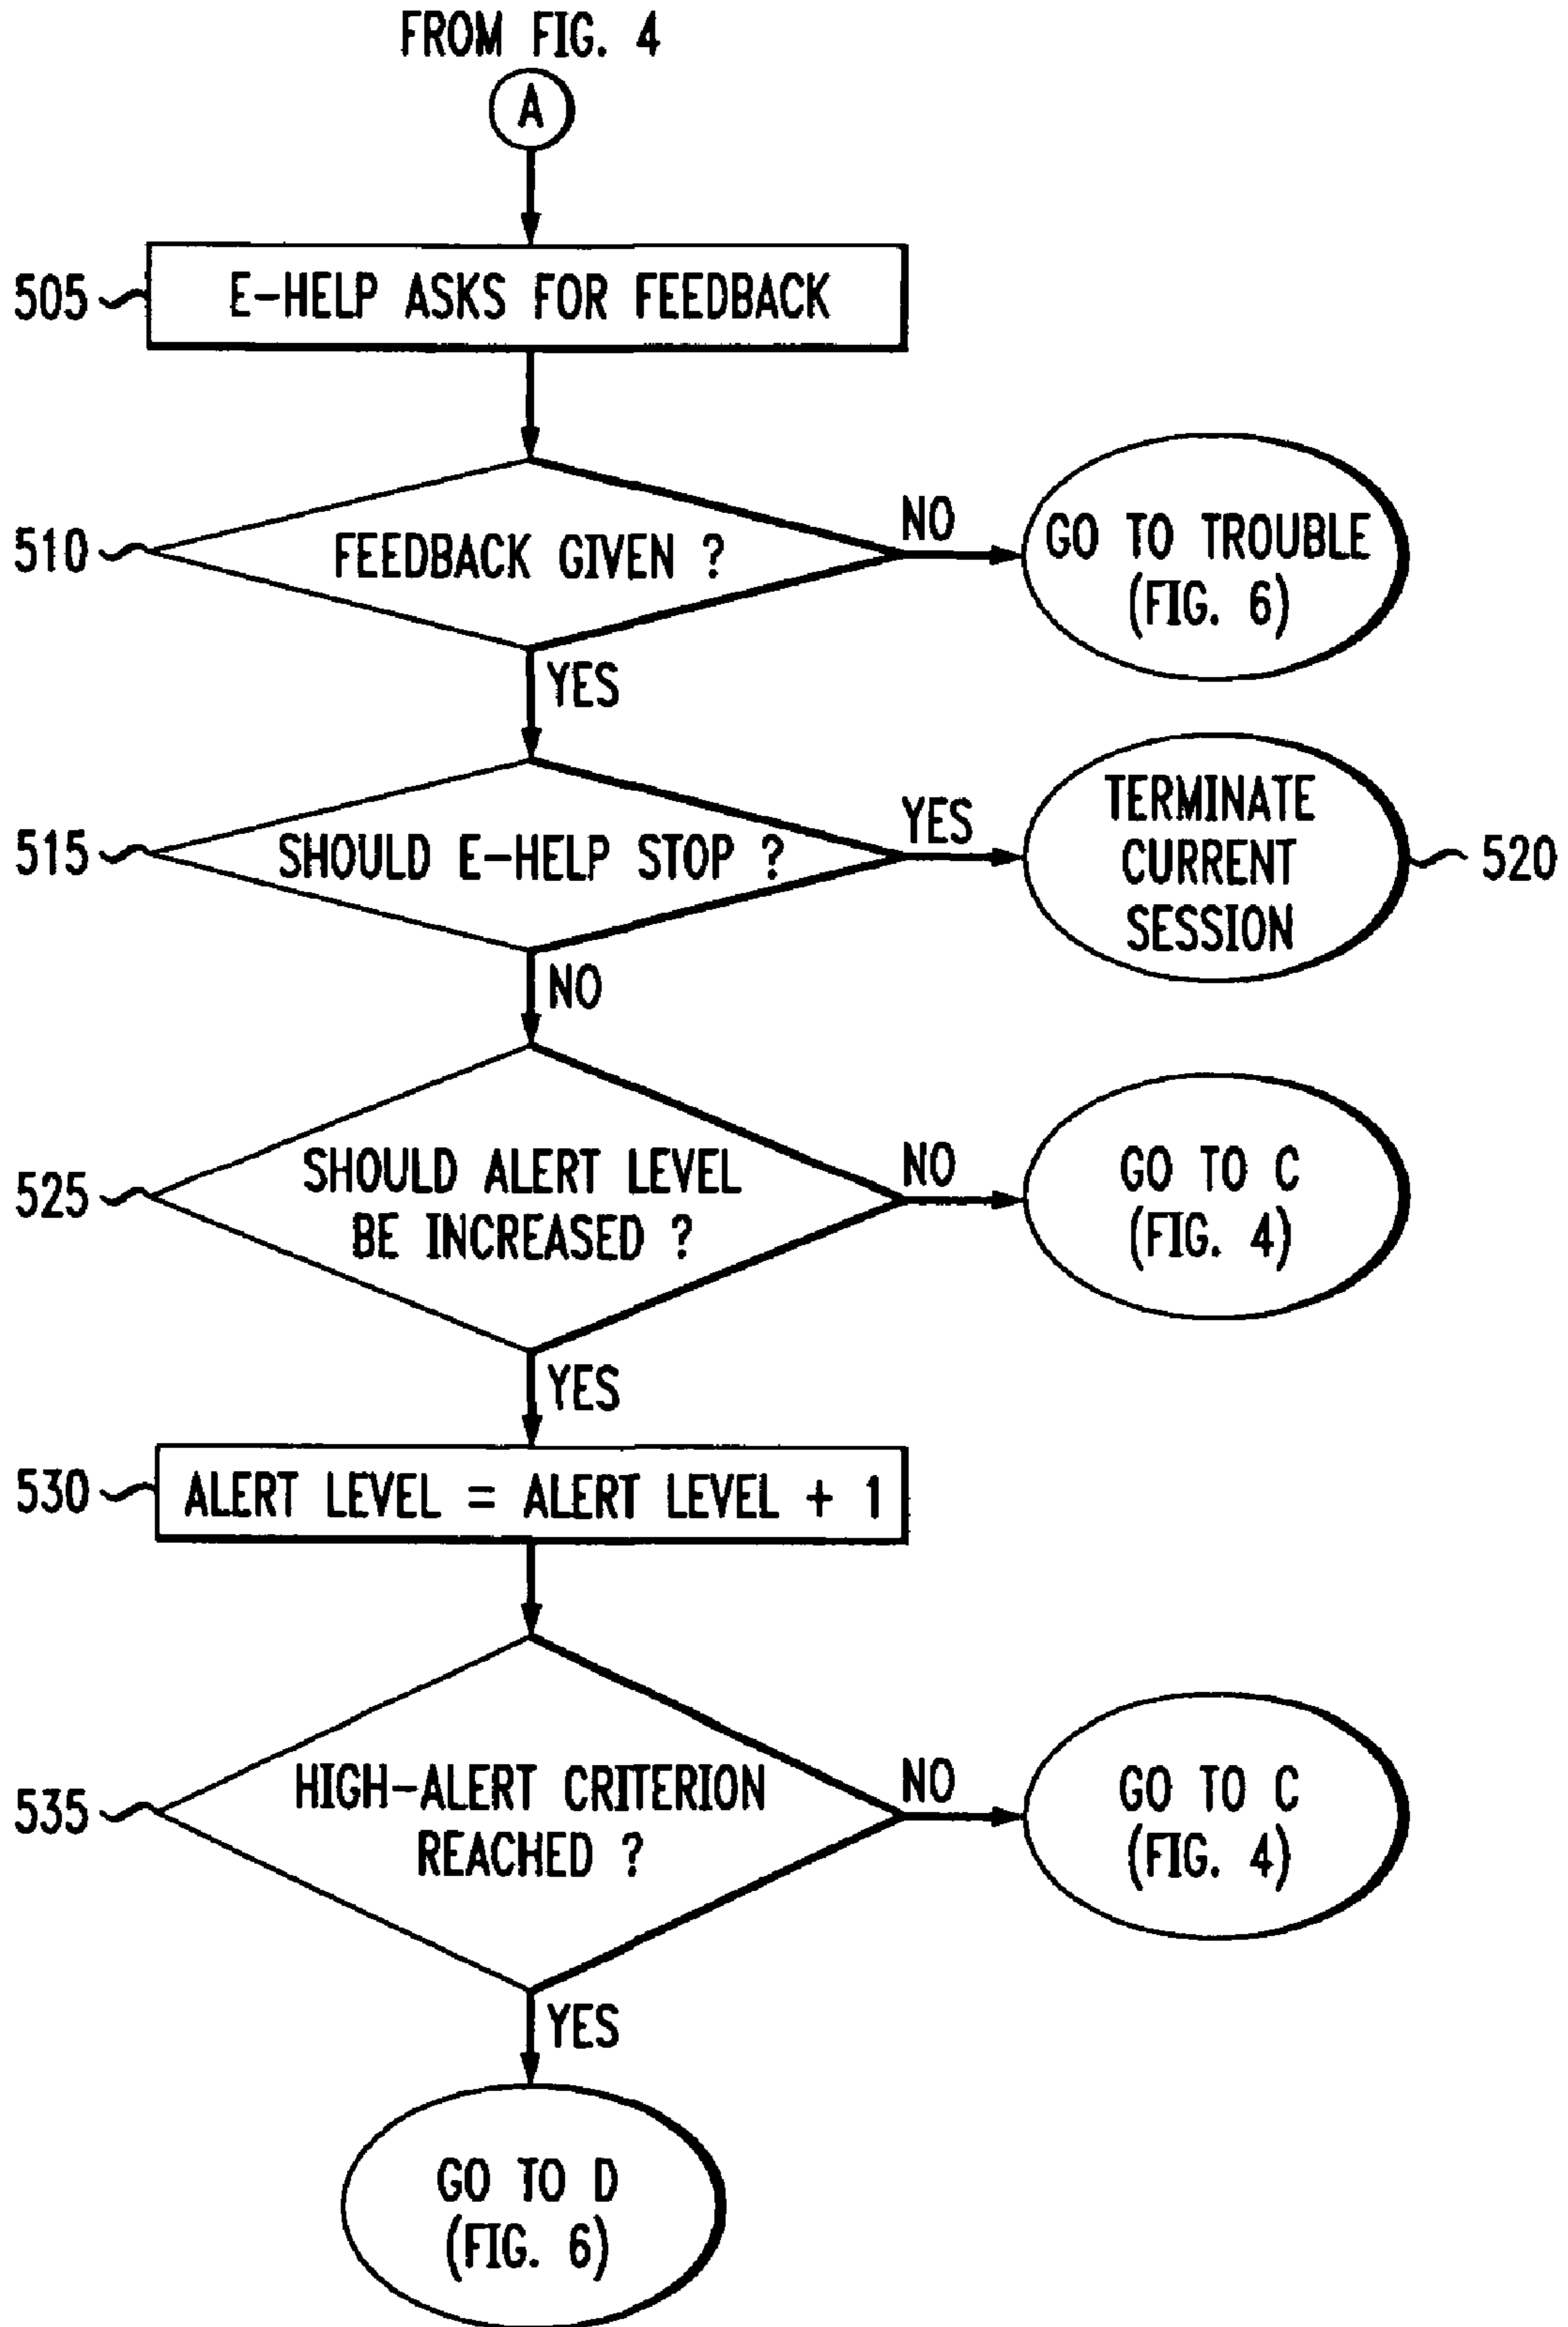 FROM FIG. 4
A
505
E-HELP ASKS FOR FEEDBACK
510
FEEDBACK GIVEN ?
NO
GO TO TROUBLE
(FIG. 6)
YES
515
SHOULD E-HELP STOP ?
YES
TERMINATE
CURRENT
SESSION
520
NO
525
SHOULD ALERT LEVEL
BE INCREASED ?
NO
GO TO C
(FIG. 4)
YES
530
ALERT LEVEL = ALERT LEVEL + 1
535
HIGH-ALERT CRITERION
REACHED ?
NO
GO TO C
(FIG. 4)
YES
GO TO D
(FIG. 6)